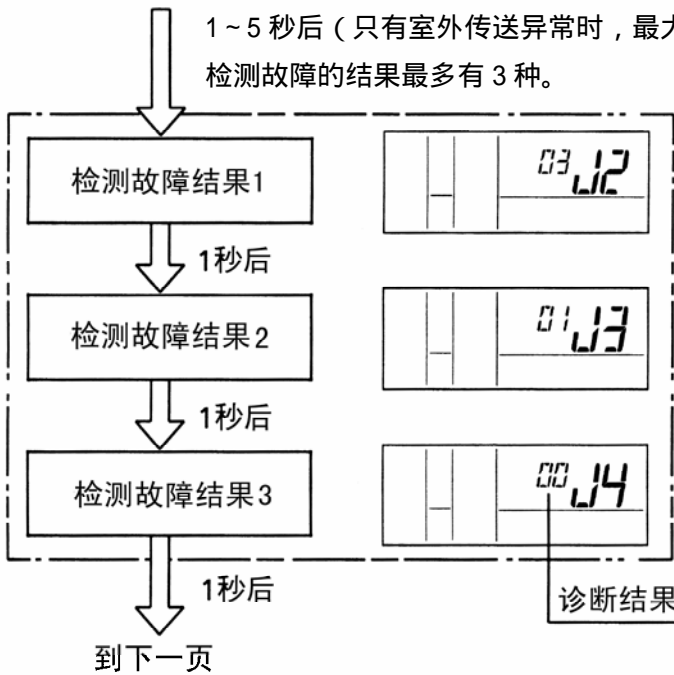 1~5 秒后 ( 只有室外传送异常时 , 最大
检测故障的结果最多有 3 种。
检测故障结果1
03 J2
1秒后
检测故障结果2
01 J3
1秒后
检测故障结果3
00 J4
1秒后
诊断结果
到下一页